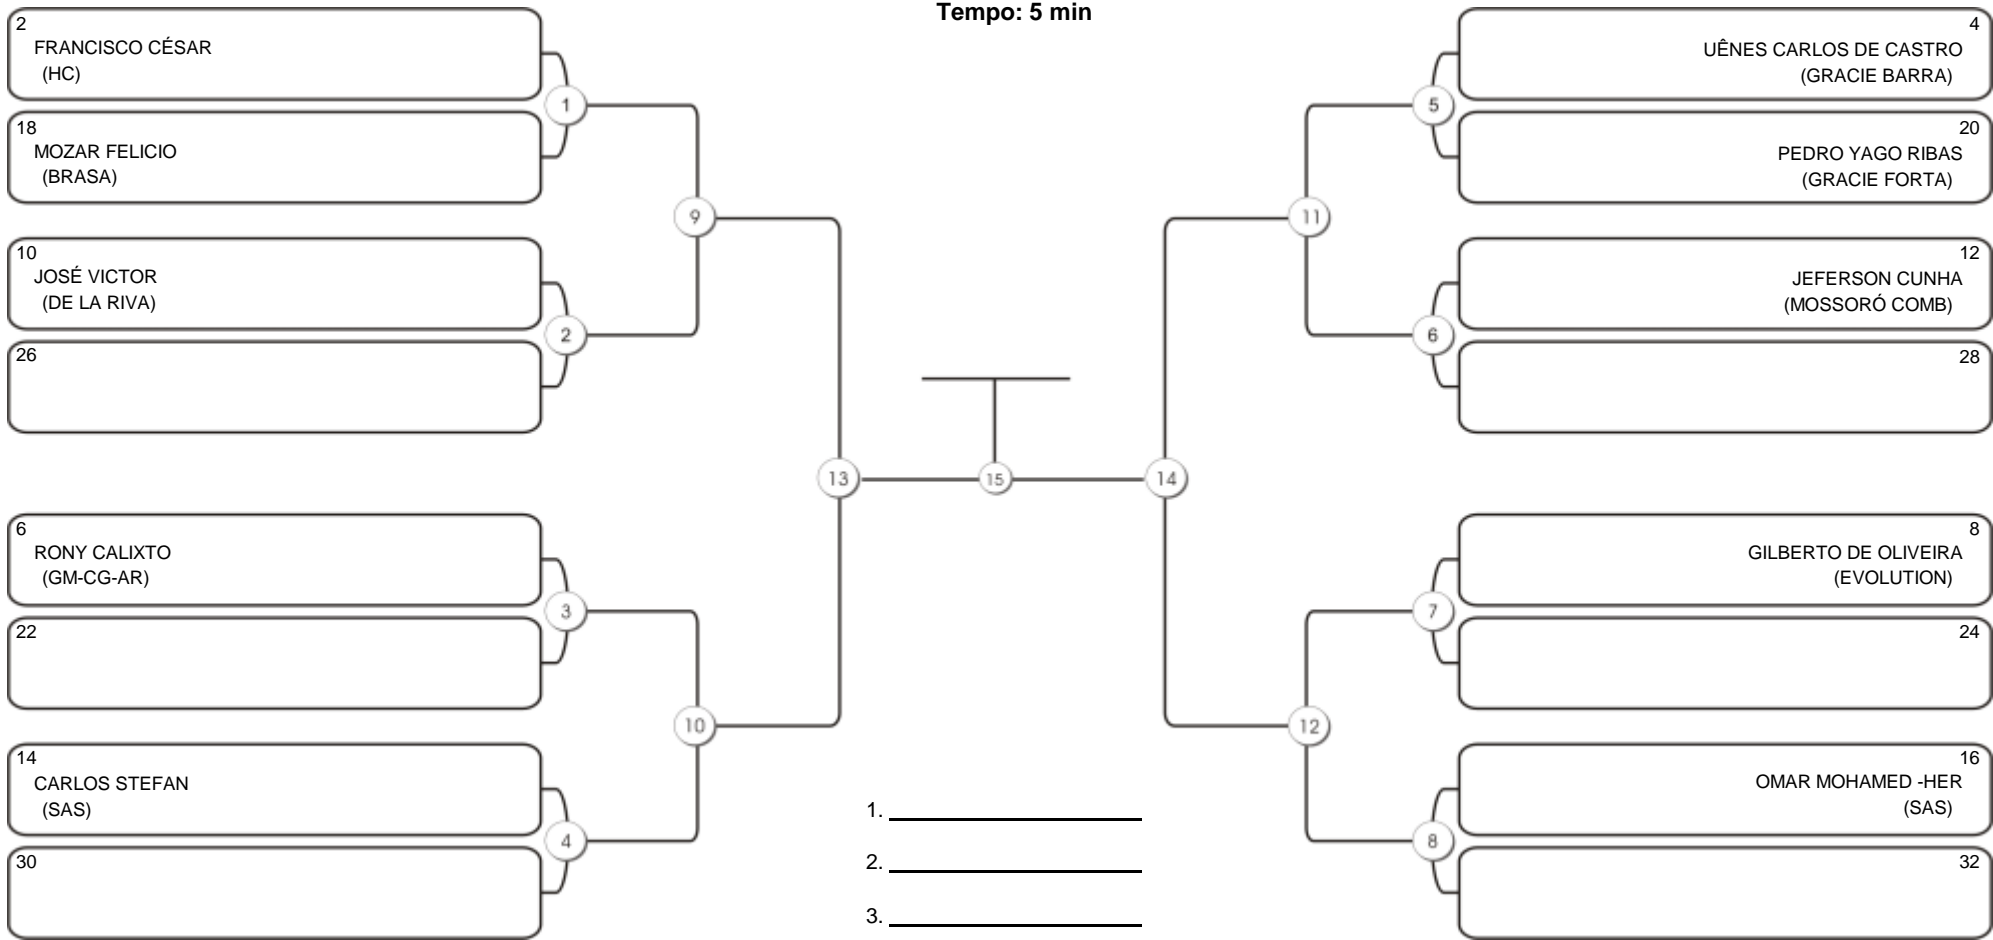 Tempo: 5 min
2
FRANCISCO CÉSAR
(HC)
18
MOZAR FELICIO
(BRASA)
10
JOSÉ VICTOR
(DE LA RIVA)
26
6
RONY CALIXTO
(GM-CG-AR)
22
14
CARLOS STEFAN
(SAS)
30
1
2
3
4
9
10
13
15
14
11
12
5
6
7
8
4
UÊNES CARLOS DE CASTRO
(GRACIE BARRA)
20
PEDRO YAGO RIBAS
(GRACIE FORTA)
12
JEFERSON CUNHA
(MOSSORÓ COMB)
28
8
GILBERTO DE OLIVEIRA
(EVOLUTION)
24
16
OMAR MOHAMED -HER
(SAS)
32
1.
2.
3.